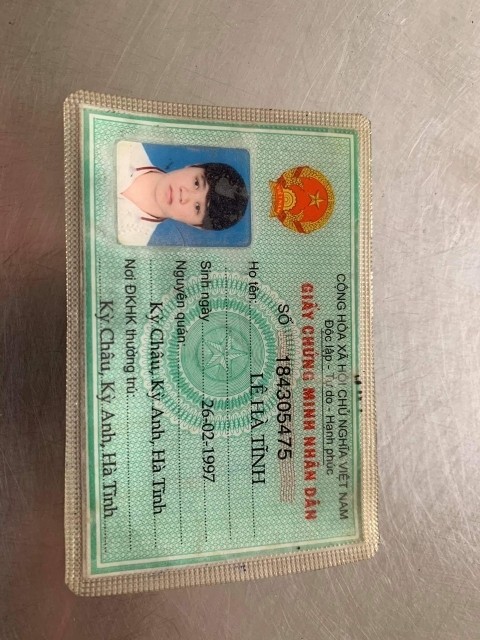 CỘNG HÒA XÃ HỘI CHỦ NGHĨA VIỆT NAM
Độc lập - Tự do - Hạnh phúc
GIẤY CHỨNG MINH NHÂN DÂN
SỐ 184305475
Họ tên: LÊ HÀ TĨNH
Sinh ngày 26-02-1997
Nguyên quán:
Kỳ Châu, Kỳ Anh, Hà Tĩnh
Nơi ĐKHK thường trú:
Kỳ Châu, Kỳ Anh, Hà Tĩnh